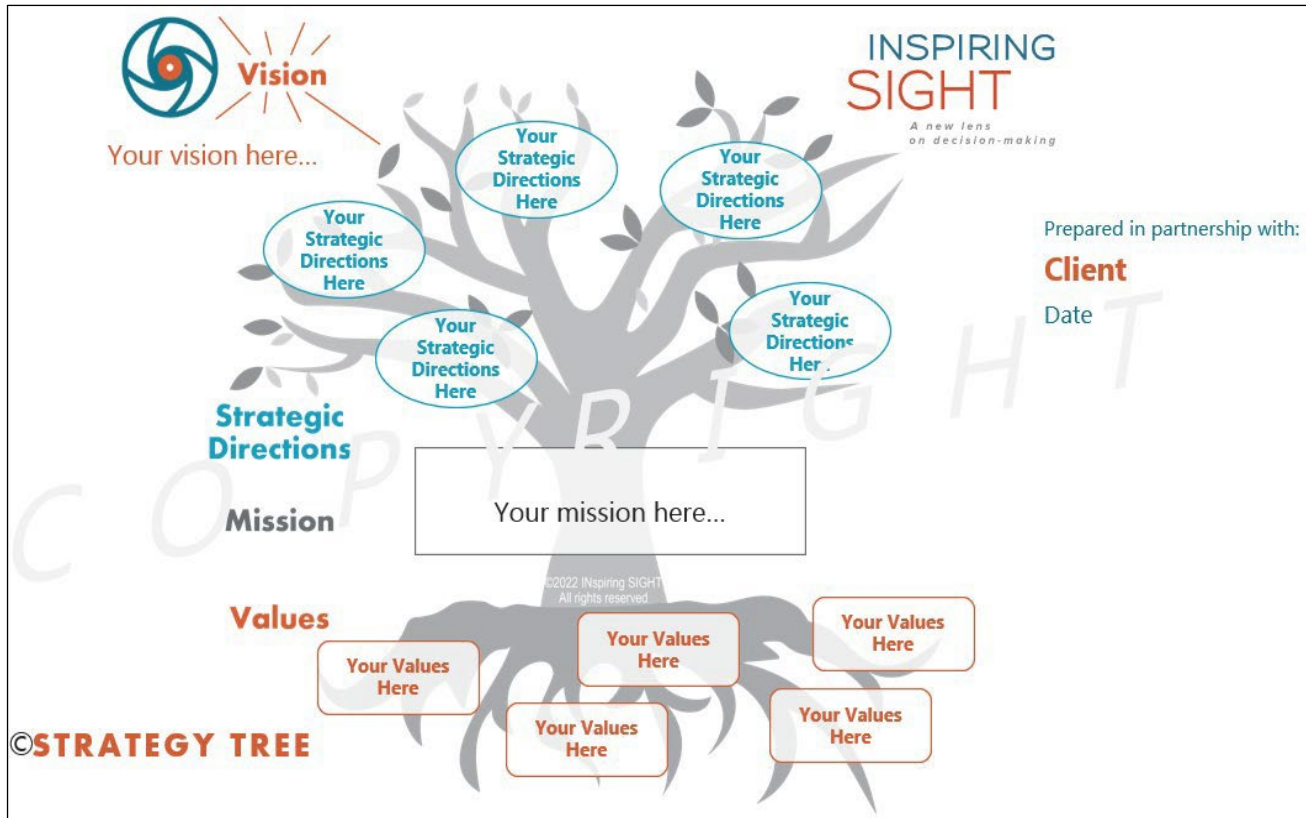 Vision
Your vision here...
INSPIRING
SIGHT
A new lens
on decision-making
Your
Strategic
Directions
Here
Your
Strategic
Directions
Here
Your
Strategic
Directions
Here
Your
Strategic
Directions
Here
Your
Strategic
Directions
Here
Prepared in partnership with:
Client
Date
COPYRIGHT
Strategic
Directions
Mission
Your mission here...
©2022 INspiring SIGHT
All rights reserved
Values
Your Values
Here
Your Values
Here
Your Values
Here
Your Values
Here
Your Values
Here
©STRATEGY TREE